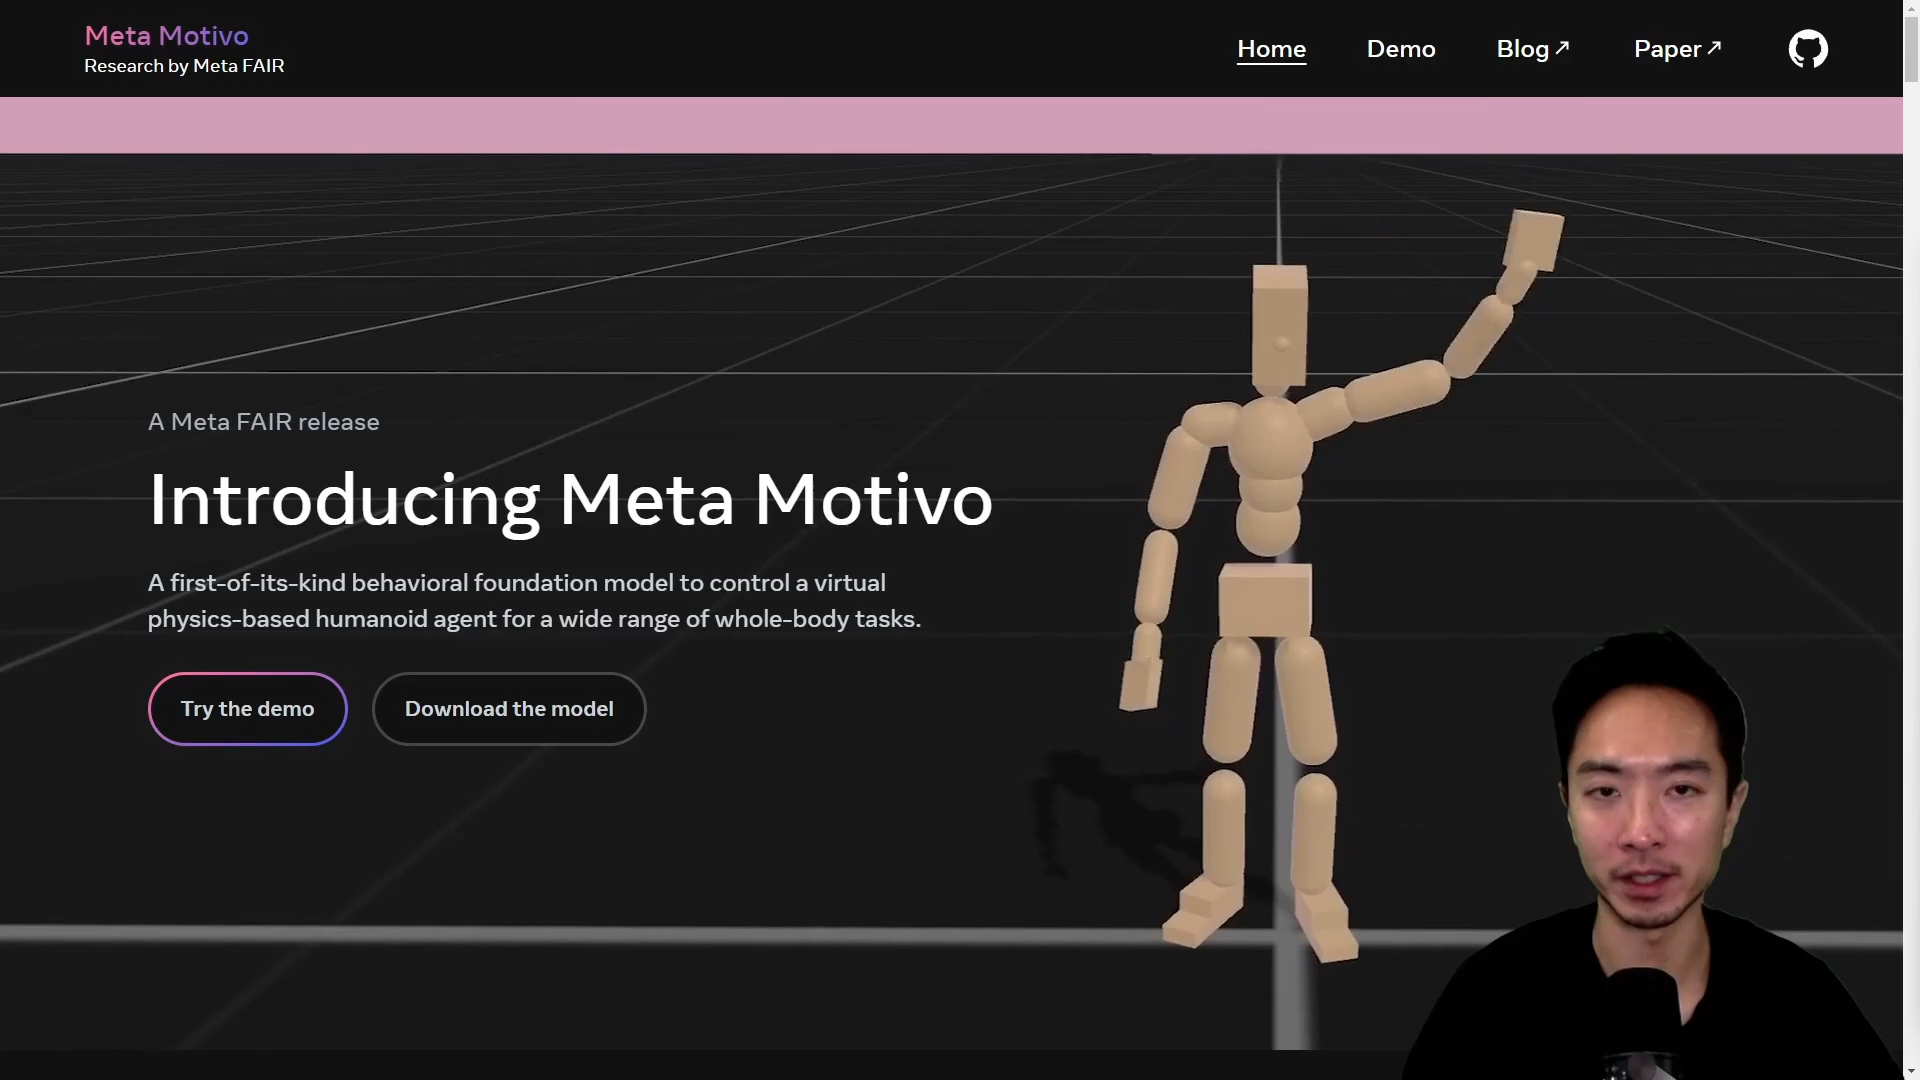 Meta Motivo
Research by Meta FAIR
Home
Demo
Blog
Paper
A Meta FAIR release
Introducing Meta Motivo
A first-of-its-kind behavioral foundation model to control a virtual
physics-based humanoid agent for a wide range of whole-body tasks.
Try the demo
Download the model